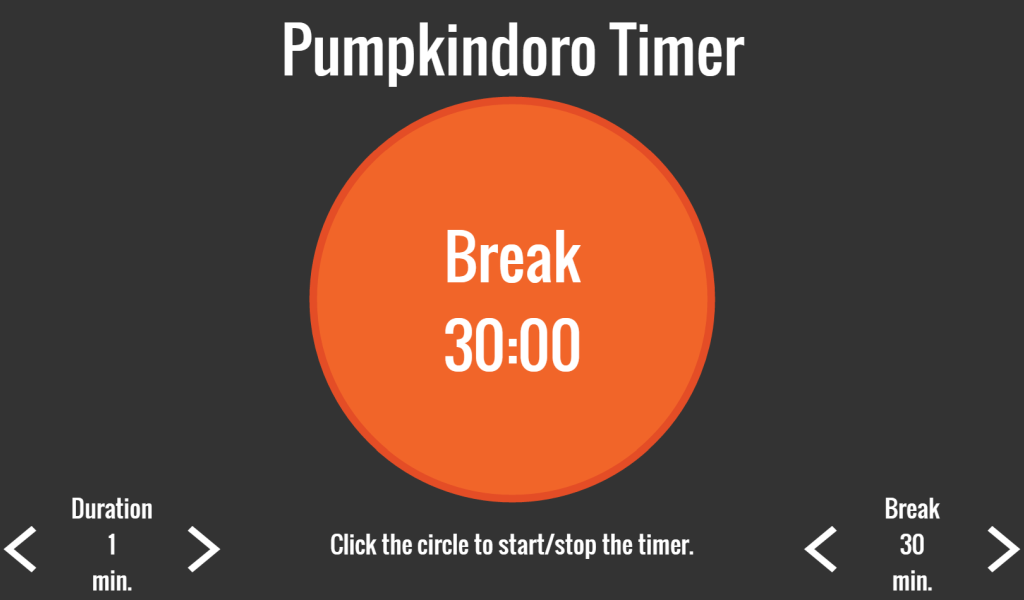 Pumpkindoro Timer
Break
30:00
Duration
1
min.
Click the circle to start/stop the timer.
Break
30
min.